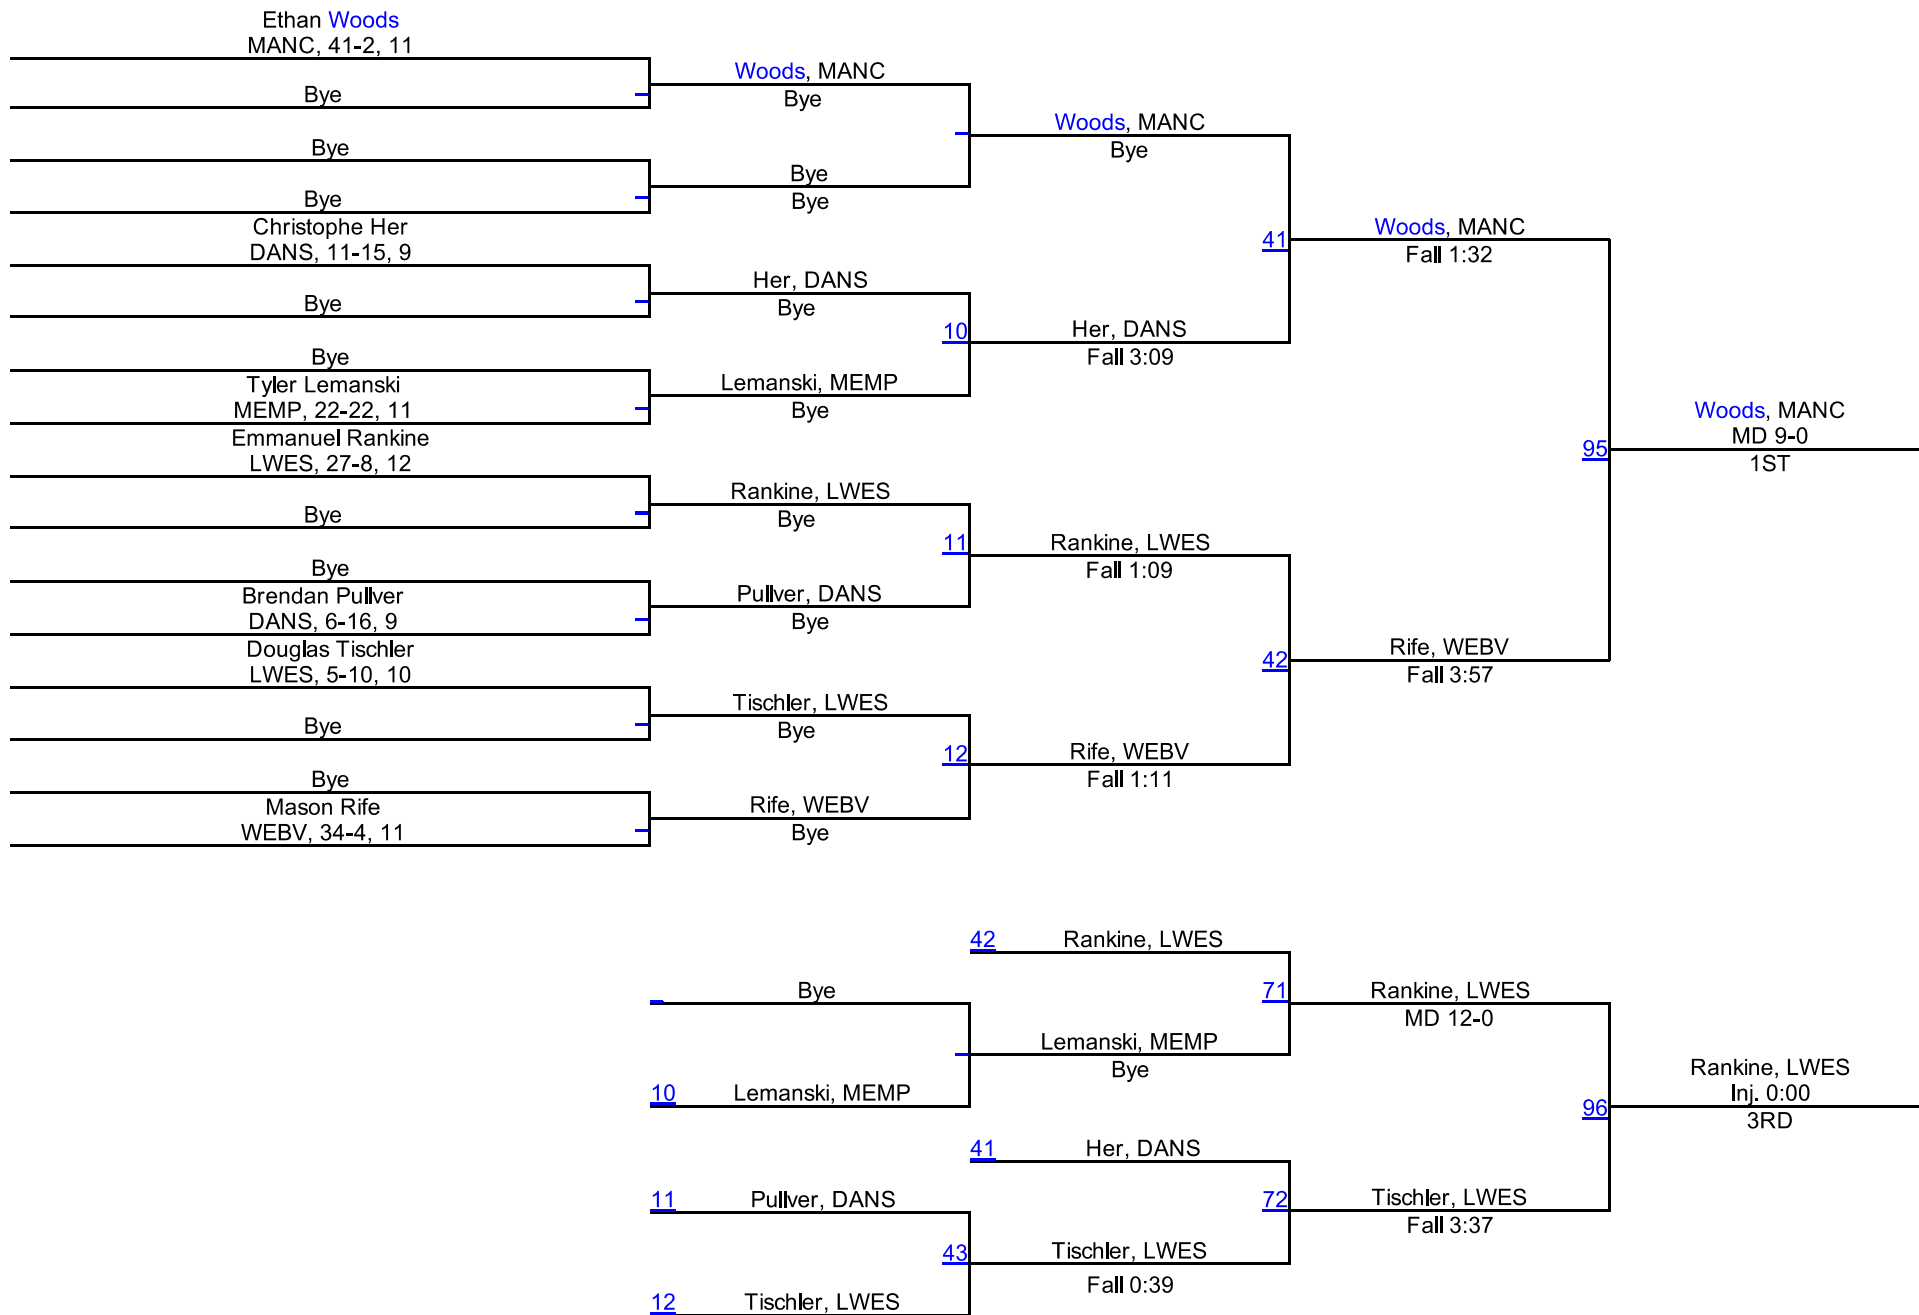 Ethan Woods
MANC, 41-2, 11
Bye
Bye
Bye
Christophe Her
DANS, 11-15, 9
Bye
Bye
Tyler Lemanski
MEMP, 22-22, 11
Emmanuel Rankine
LWES, 27-8, 12
Bye
Bye
Brendan Pullver
DANS, 6-16, 9
Douglas Tischler
LWES, 5-10, 10
Bye
Bye
Mason Rife
WEBV, 34-4, 11
Woods, MANC
Bye
Bye
Bye
Her, DANS
Bye
Lemanski, MEMP
Bye
Rankine, LWES
Bye
Pullver, DANS
Bye
Tischler, LWES
Bye
Rife, WEBV
Bye
Woods, MANC
Bye
10
Her, DANS
Fall 3:09
11
Rankine, LWES
Fall 1:09
12
Rife, WEBV
Fall 1:11
41
Woods, MANC
Fall 1:32
42
Rife, WEBV
Fall 3:57
95
Woods, MANC
MD 9-0
1ST
Bye
10 Lemanski, MEMP
11 Pullver, DANS
12 Tischler, LWES
42 Rankine, LWES
Lemanski, MEMP
Bye
41 Her, DANS
43
Tischler, LWES
Fall 0:39
71
Rankine, LWES
MD 12-0
72
Tischler, LWES
Fall 3:37
96
Rankine, LWES
Inj. 0:00
3RD